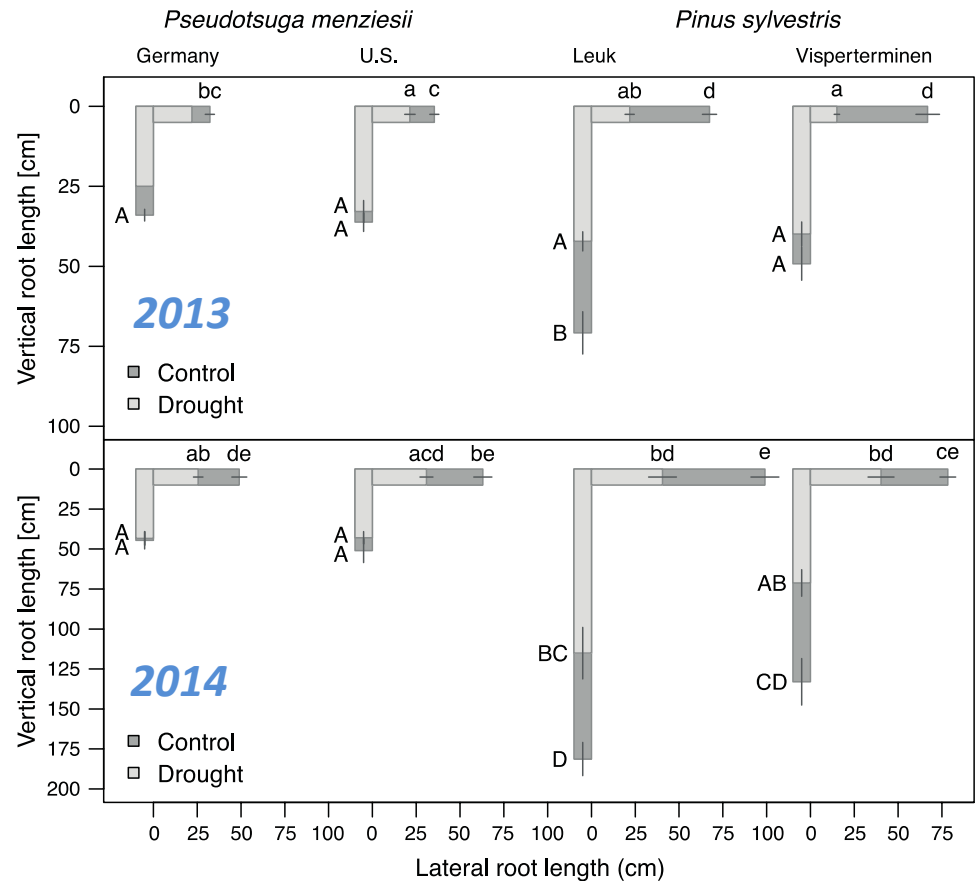 Pseudotsuga menziesii Pinus sylvestris
Germany U.S. Leuk Visperterminen
bc a c ab d a d
0
25
50
75
100
Vertical root length [cm]
A
A
A
A
B
A
A
2013
Control
Drought
ab de acd be bd e bd ce
0
25
50
75
100
125
150
175
200
Vertical root length [cm]
A
A
A
A
BC
D
AB
CD
2014
Control
Drought
0 25 50 75 100 0 25 50 75 100 0 25 50 75 0 25 50 75
Lateral root length (cm)